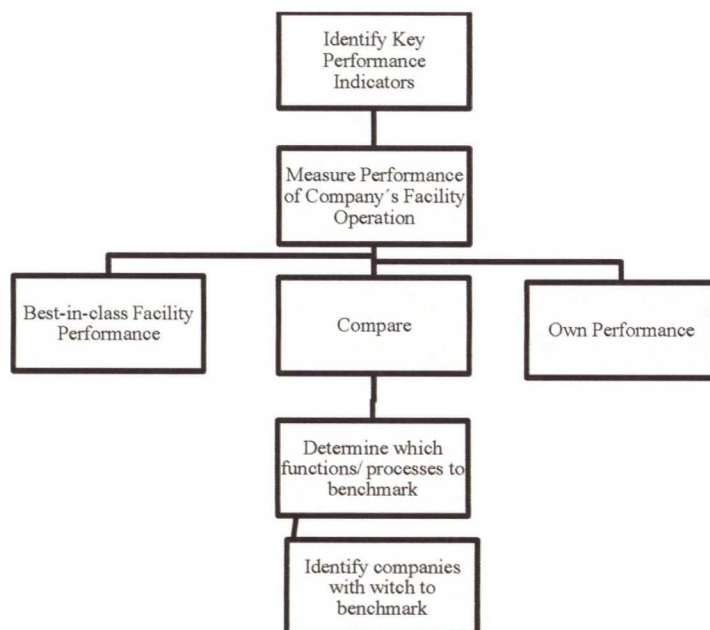 Identify Key
Performance
Indicators
Measure Performance
of Company´s Facility
Operation
Best-in-class Facility
Performance
Compare
Own Performance
Determine which
functions/ processes to
benchmark
Identify companies
with witch to
benchmark